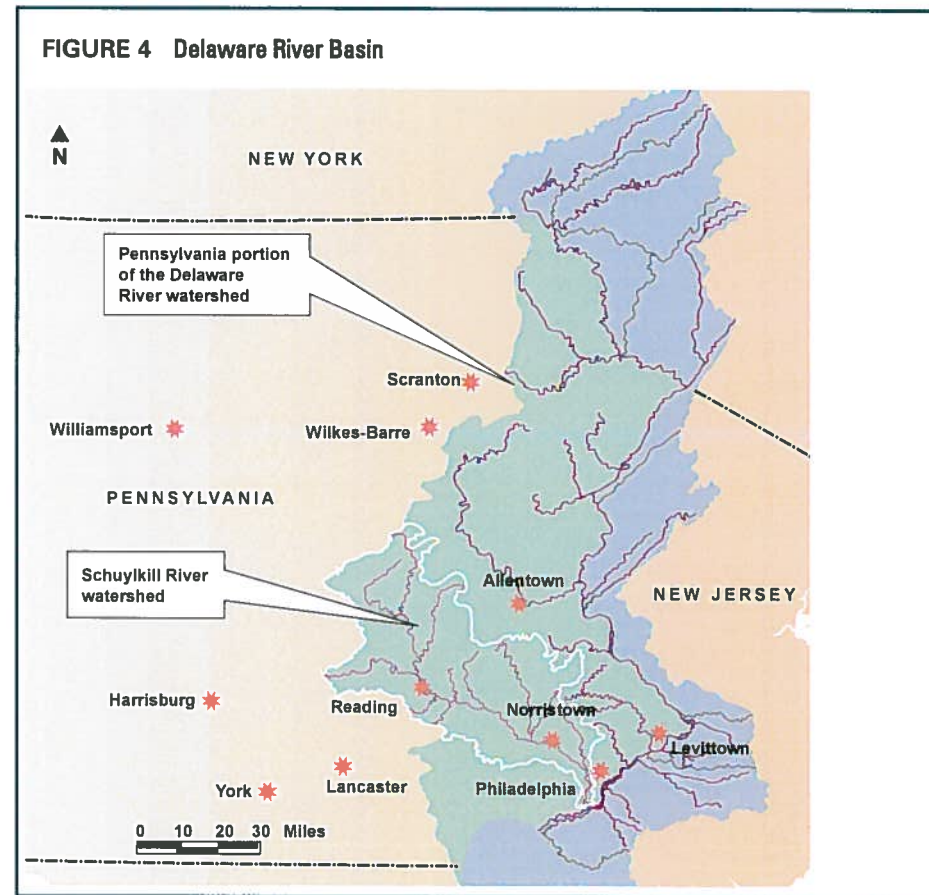 FIGURE 4 Delaware River Basin
N
NEW YORK
Pennsylvania portion
of the Delaware
River watershed
Scranton
Williamsport
Wilkes-Barre
PENNSYLVANIA
Schuylkill River
watershed
Allentown
NEW JERSEY
Harrisburg
Reading
Norristown
Levittown
York
Lancaster
Philadelphia
0 10 20 30 Miles